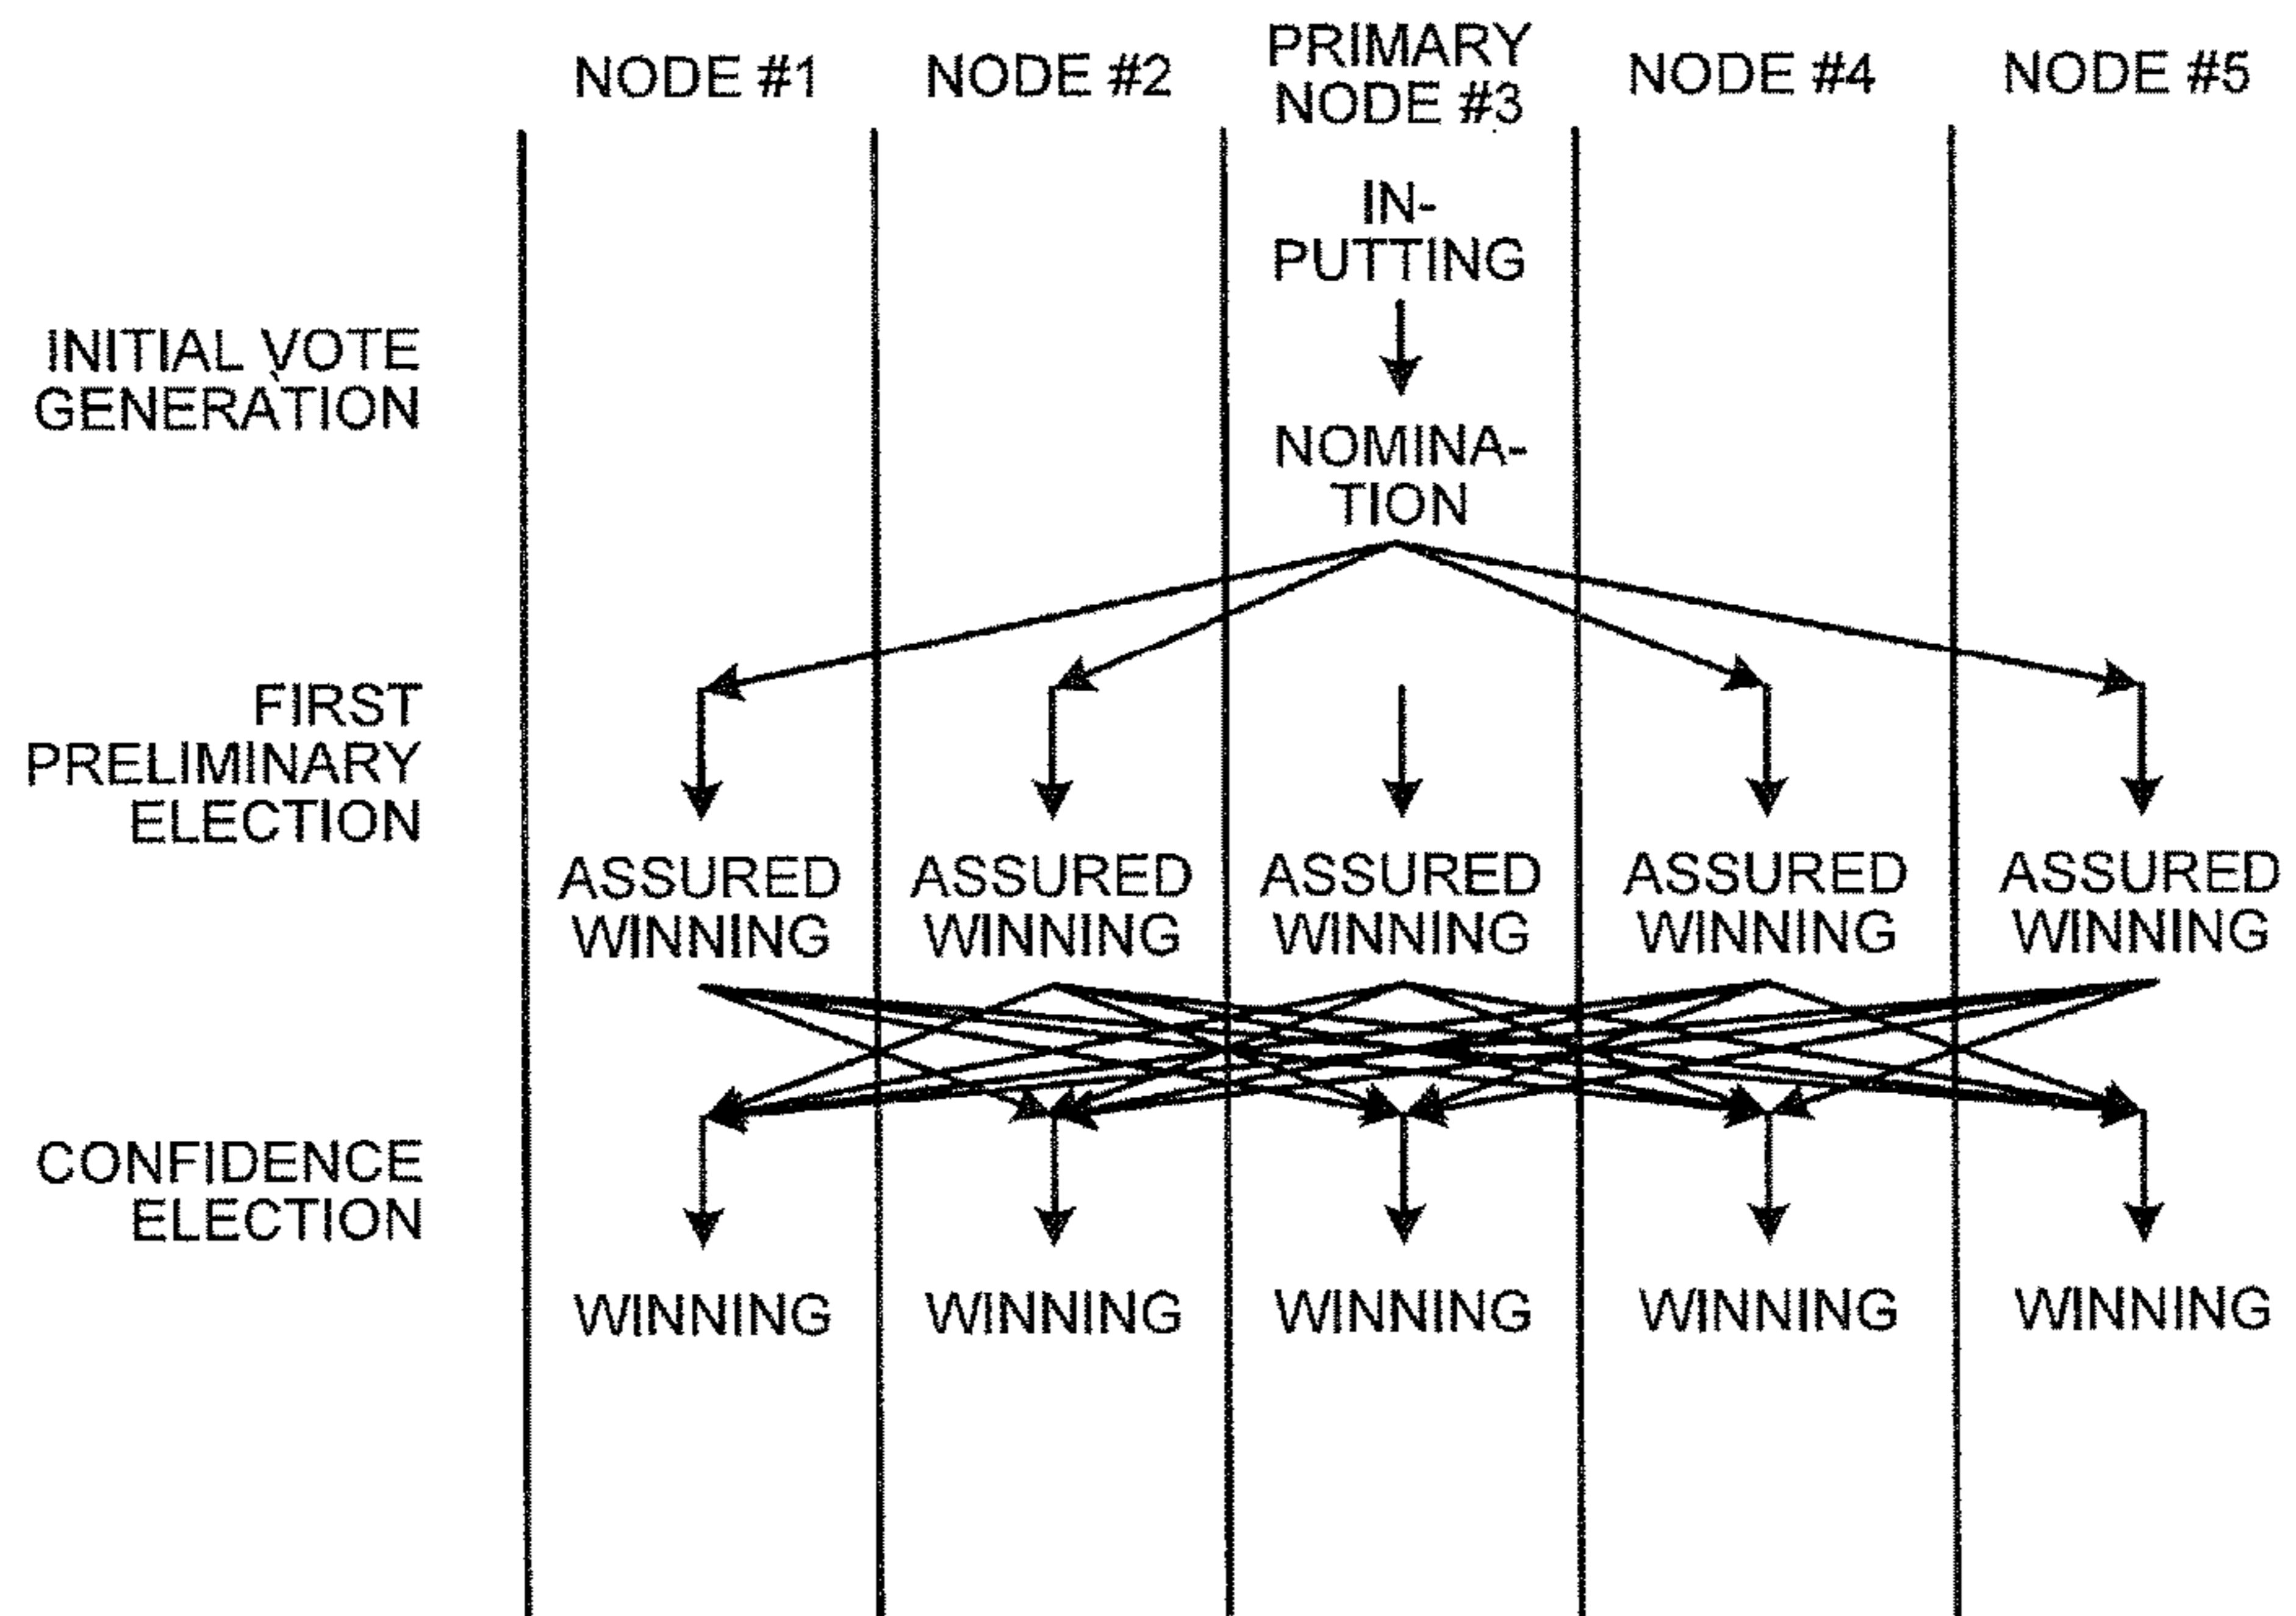 NODE #1
NODE #2
PRIMARY
NODE #3
NODE #4
NODE #5
IN-
PUTTING
INITIAL VOTE
GENERATION
NOMINA-
TION
FIRST
PRELIMINARY
ELECTION
ASSURED
WINNING
ASSURED
WINNING
ASSURED
WINNING
ASSURED
WINNING
ASSURED
WINNING
CONFIDENCE
ELECTION
WINNING
WINNING
WINNING
WINNING
WINNING